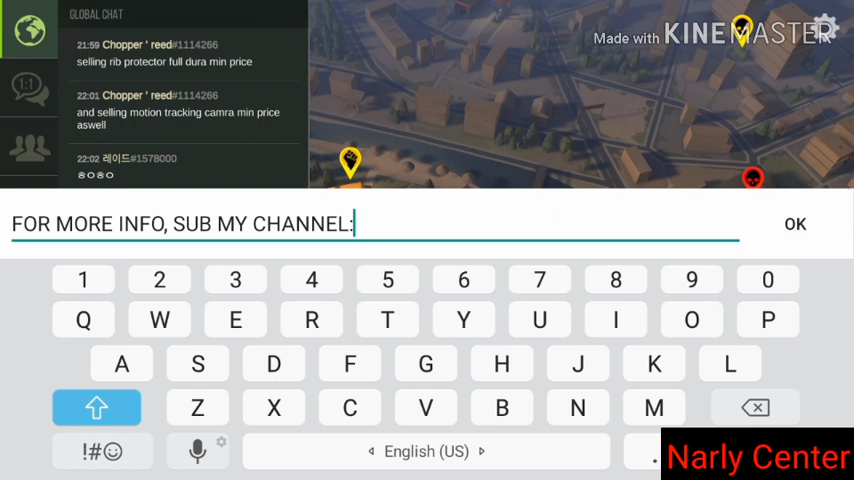 GLOBAL CHAT
21:59 Chopper ' reed#1114266
selling rib protector full dura min price
22:01 Chopper ' reed#1114266
and selling motion tracking camra min price
aswell
22:02 레이드#1578000
ㅎㅇㅎㅇ
1:1
Made with KINEMASTER
FOR MORE INFO, SUB MY CHANNEL:
OK
1 2 3 4 5 6 7 8 9 0
Q W E R T Y U I O P
A S D F G H J K L
Z X C V B N M
!#☺ English (US) .
Narly Center